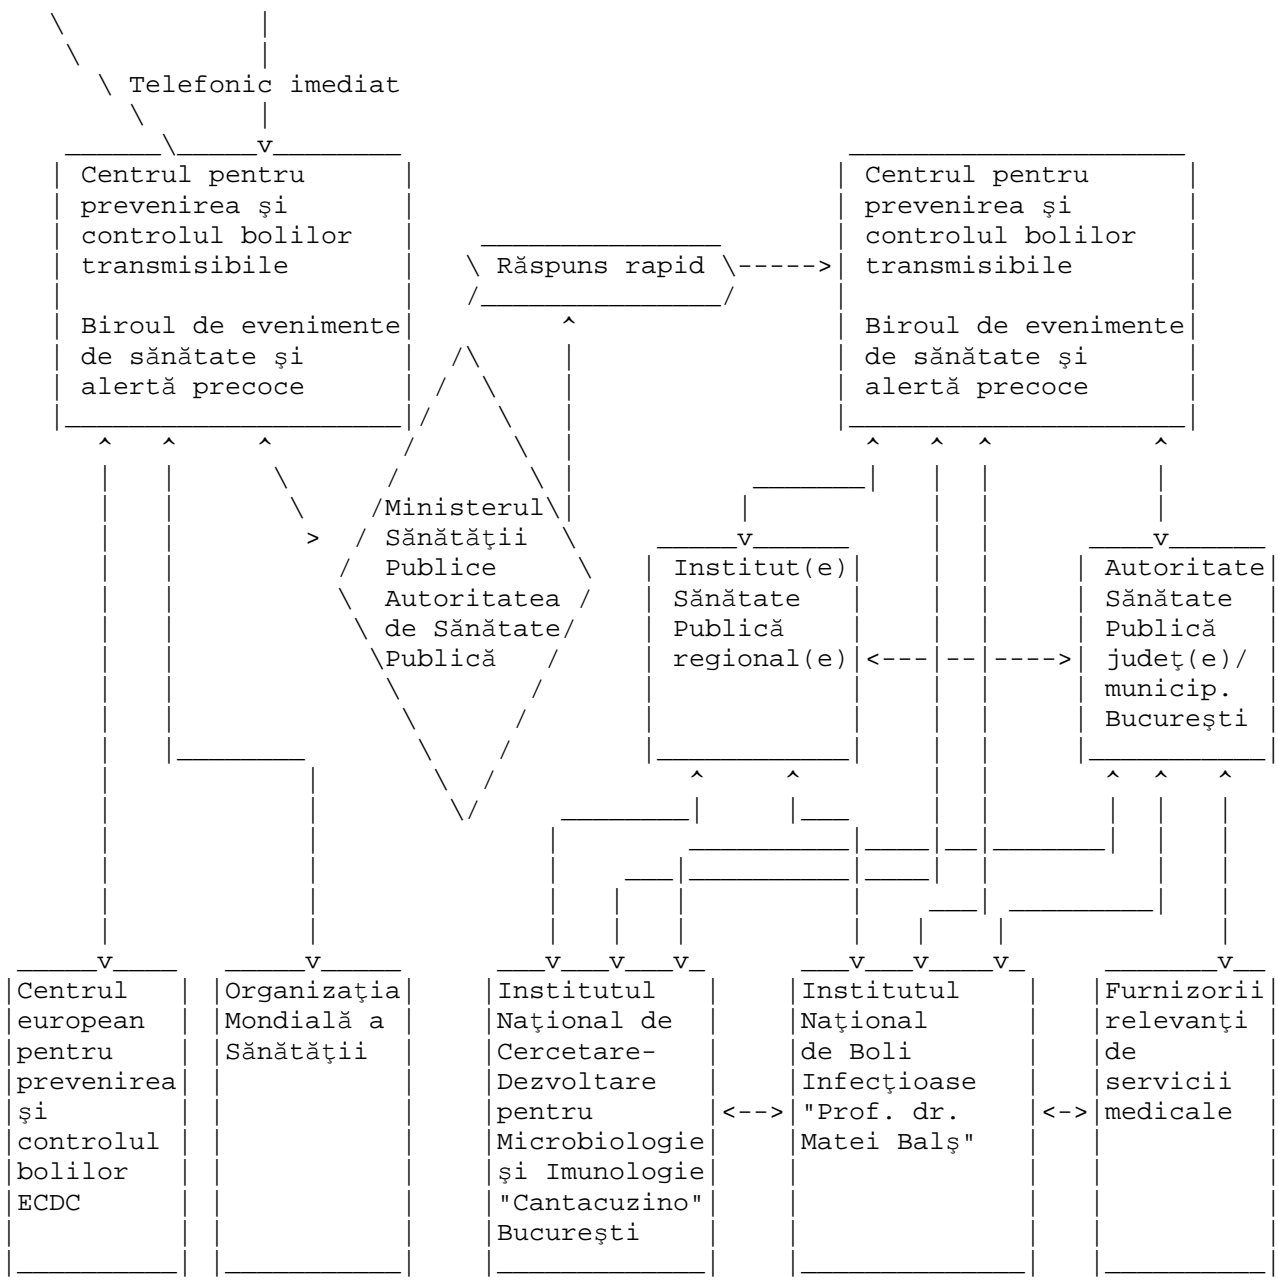 Telefonic imediat
Centrul pentru
prevenirea şi
controlul bolilor
transmisibile
Biroul de evenimente
de sănătate şi
alertă precoce
Răspuns rapid
Centrul pentru
prevenirea şi
controlul bolilor
transmisibile
Biroul de evenimente
de sănătate şi
alertă precoce
Ministerul
Sănătăţii
Publice
Autoritatea
de Sănătate
Publică
Institut(e)
Sănătate
Publică
regional(e)
Autoritate
Sănătate
Publică
judeţ(e)/
municip.
Bucureşti
Centrul
european
pentru
prevenirea
şi
controlul
bolilor
ECDC
Organizaţia
Mondială a
Sănătăţii
Institutul
Naţional de
Cercetare-
Dezvoltare
pentru
Microbiologie
şi Imunologie
"Cantacuzino"
Bucureşti
Institutul
Naţional
de Boli
Infecţioase
"Prof. dr.
Matei Balş"
Furnizorii
relevanţi
de
servicii
medicale